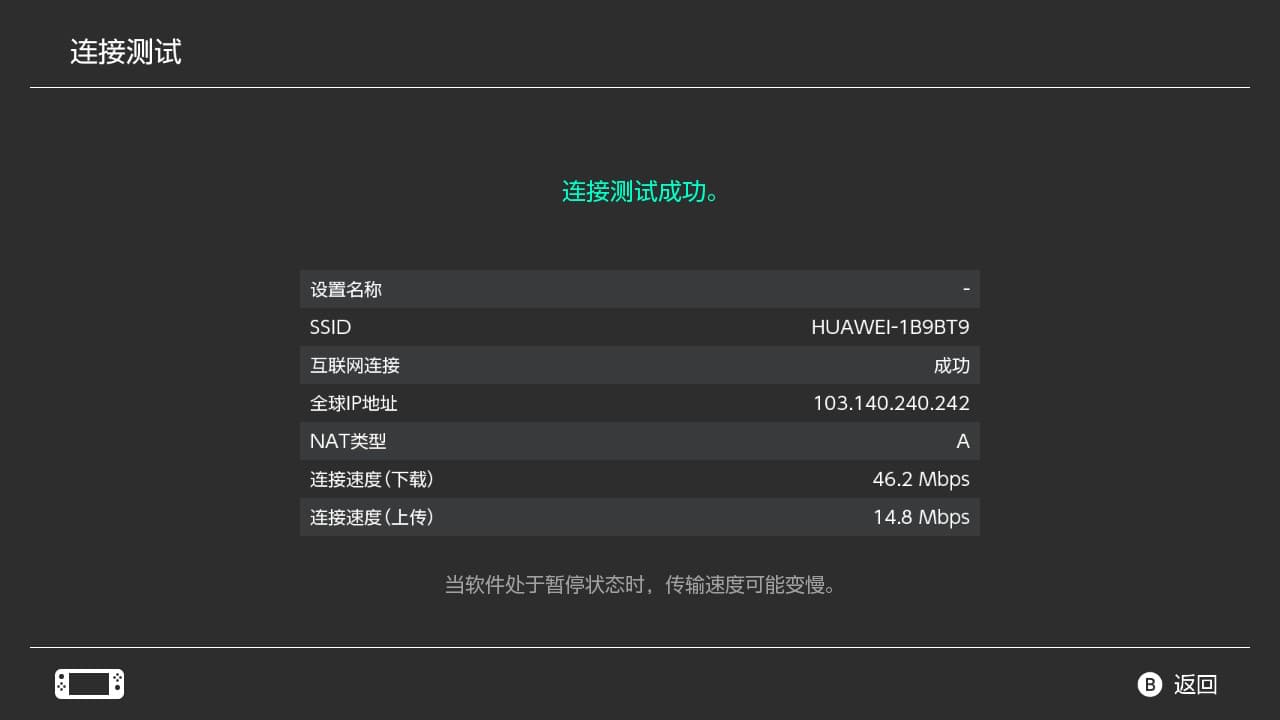 连接测试
连接测试成功。
设置名称 -
SSID HUAWEI-1B9BT9
互联网连接 成功
全球IP地址 103.140.240.242
NAT类型 A
连接速度(下载) 46.2 Mbps
连接速度(上传) 14.8 Mbps
当软件处于暂停状态时，传输速度可能变慢。
B 返回